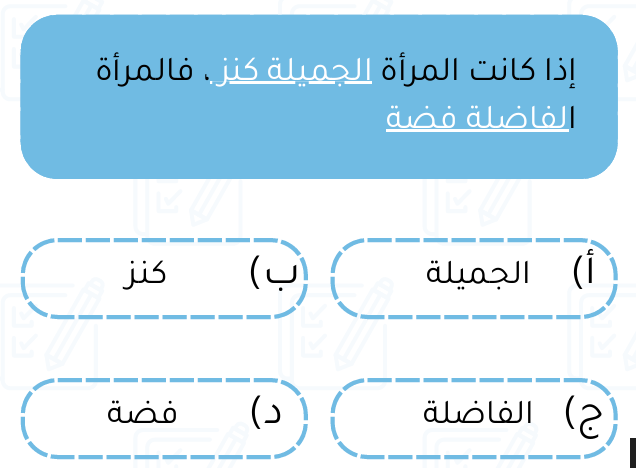 إذا كانت المرأة الجميلة كنز ، فالمرأة
الفاضلة فضة
أ) الجميلة
ب) كنز
ج) الفاضلة
د) فضة